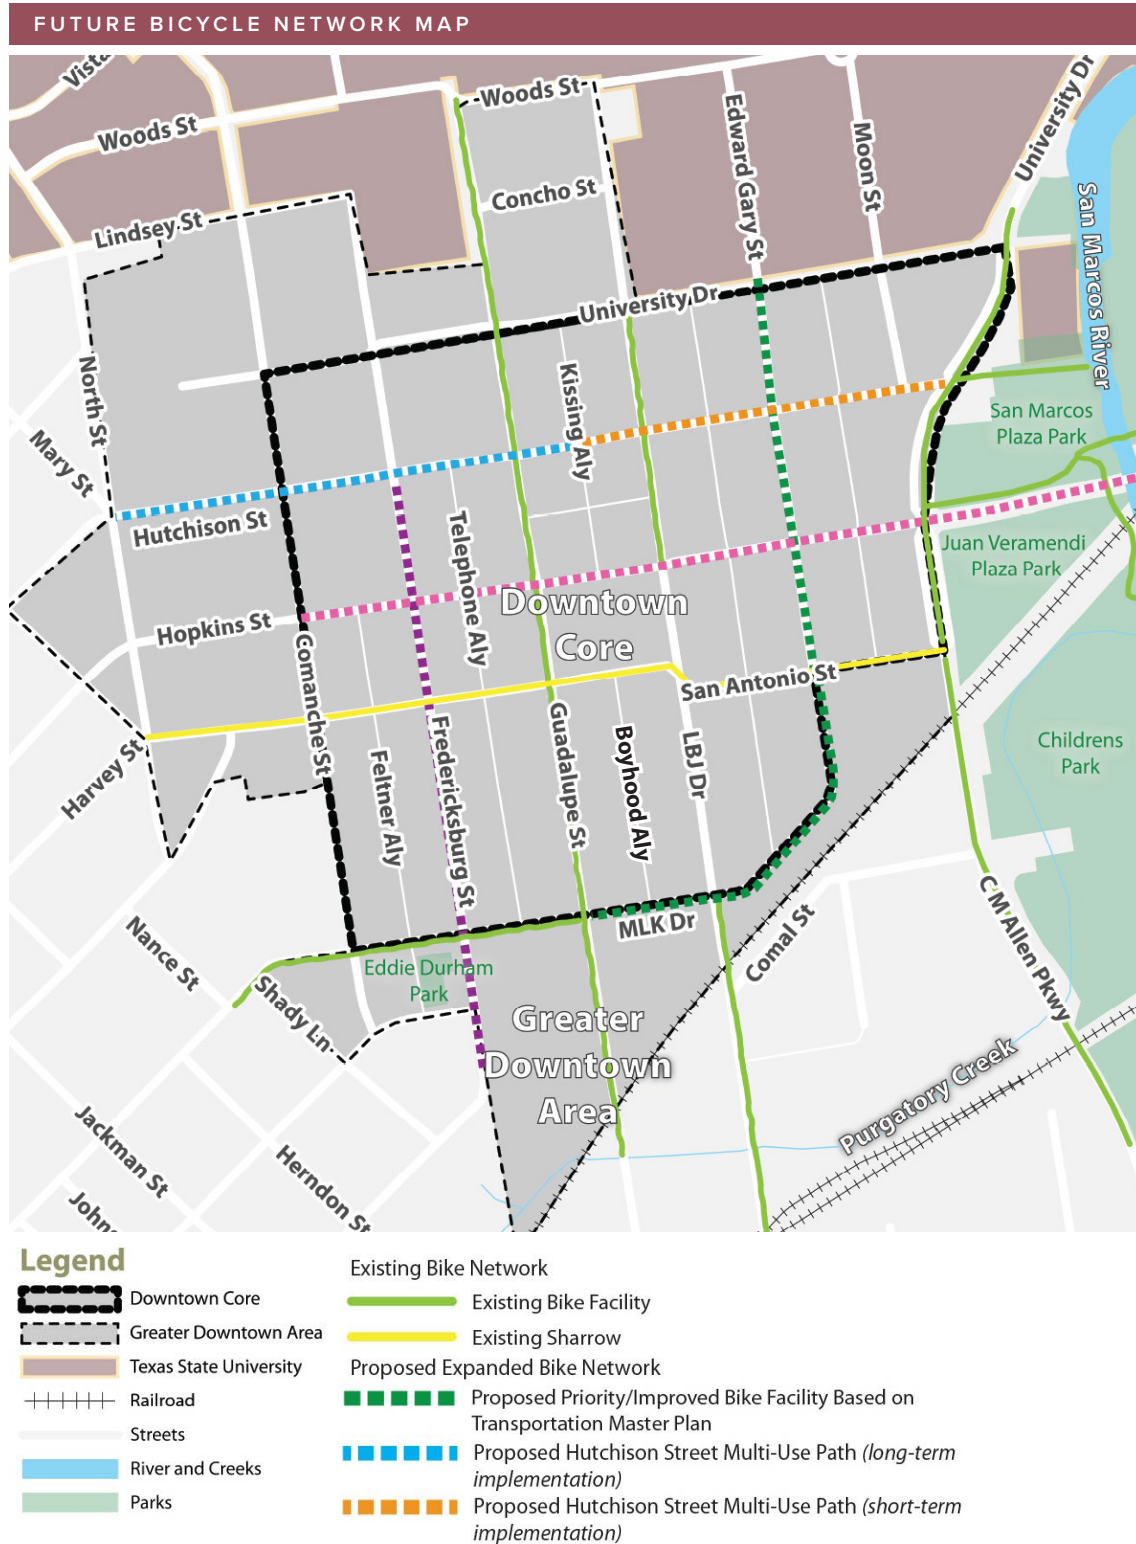 FUTURE BICYCLE NETWORK MAP
Vista
Woods St
Woods St
University Dr
Edward Gary St
Moon St
Concho St
San Marcos River
Lindsey St
University Dr
North St
Kissing Aly
San Marcos
Plaza Park
Mary St
Hutchison St
Telephone Aly
Juan Veramendi
Plaza Park
Hopkins St
Downtown
Core
Comanche St
San Antonio St
Harvey St
Feltner Aly
Fredericksburg St
Guadalupe St
Boyhood Aly
LBJ Dr
Childrens
Park
MLK Dr
Comal St
C M Allen Pkwy
Nance St
Shady Ln
Eddie Durham
Park
Greater
Downtown
Area
Purgatory Creek
Jackman St
Herndon St
Legend
Downtown Core
Greater Downtown Area
Texas State University
Railroad
Streets
River and Creeks
Parks
Existing Bike Network
Existing Bike Facility
Existing Sharrow
Proposed Expanded Bike Network
Proposed Priority/Improved Bike Facility Based on
Transportation Master Plan
Proposed Hutchison Street Multi-Use Path (long-term
implementation)
Proposed Hutchison Street Multi-Use Path (short-term
implementation)